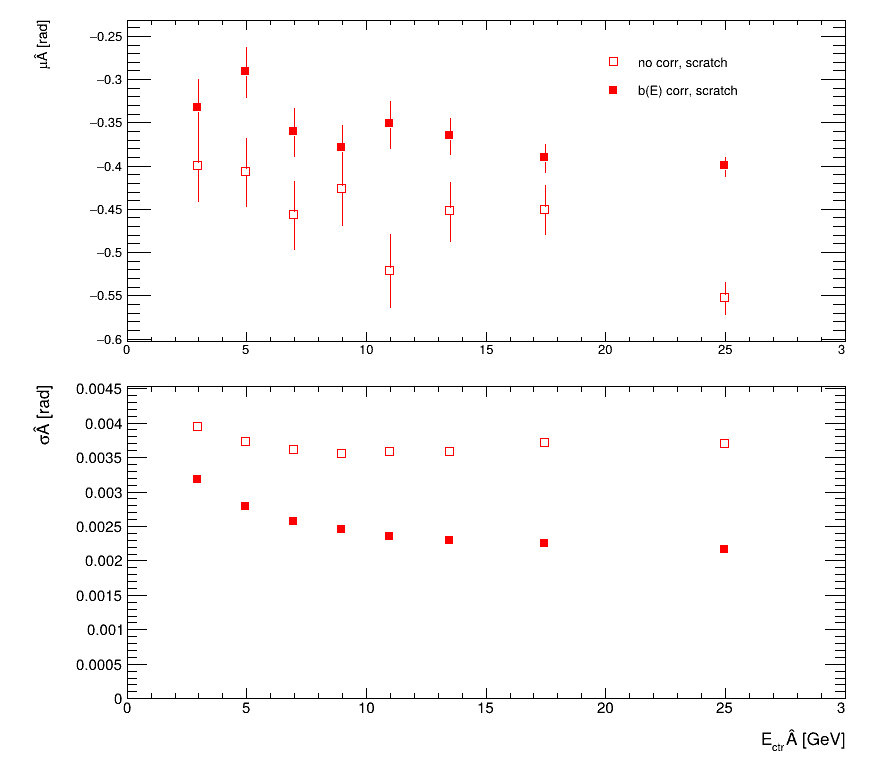 μÂ [rad]
−0.25
−0.3
−0.35
−0.4
−0.45
−0.5
−0.55
−0.6
no corr, scratch
b(E) corr, scratch
0 5 10 15 20 25 3
σÂ [rad]
0.0045
0.004
0.0035
0.003
0.0025
0.002
0.0015
0.001
0.0005
0
0 5 10 15 20 25 3
E_ctr Â [GeV]